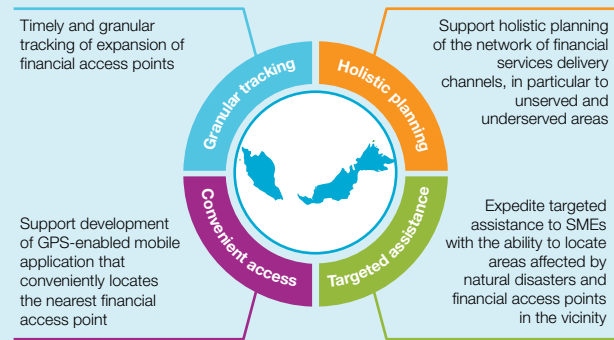 Timely and granular
tracking of expansion of
financial access points
Granular tracking
Holistic planning
Support holistic planning
of the network of financial
services delivery
channels, in particular to
unserved and
underserved areas
Support development
of GPS-enabled mobile
application that
conveniently locates
the nearest financial
access point
Convenient access
Targeted assistance
Expedite targeted
assistance to SMEs
with the ability to locate
areas affected by
natural disasters and
financial access points
in the vicinity